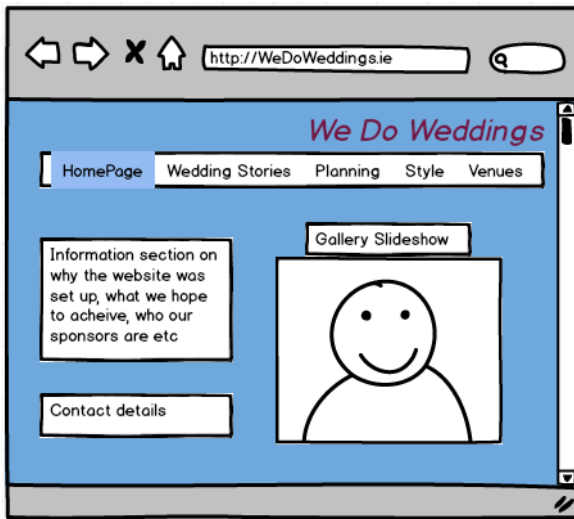 http://WeDoWeddings.ie
We Do Weddings
HomePage Wedding Stories Planning Style Venues
Information section on
why the website was
set up, what we hope
to acheive, who our
sponsors are etc
Gallery Slideshow
Contact details